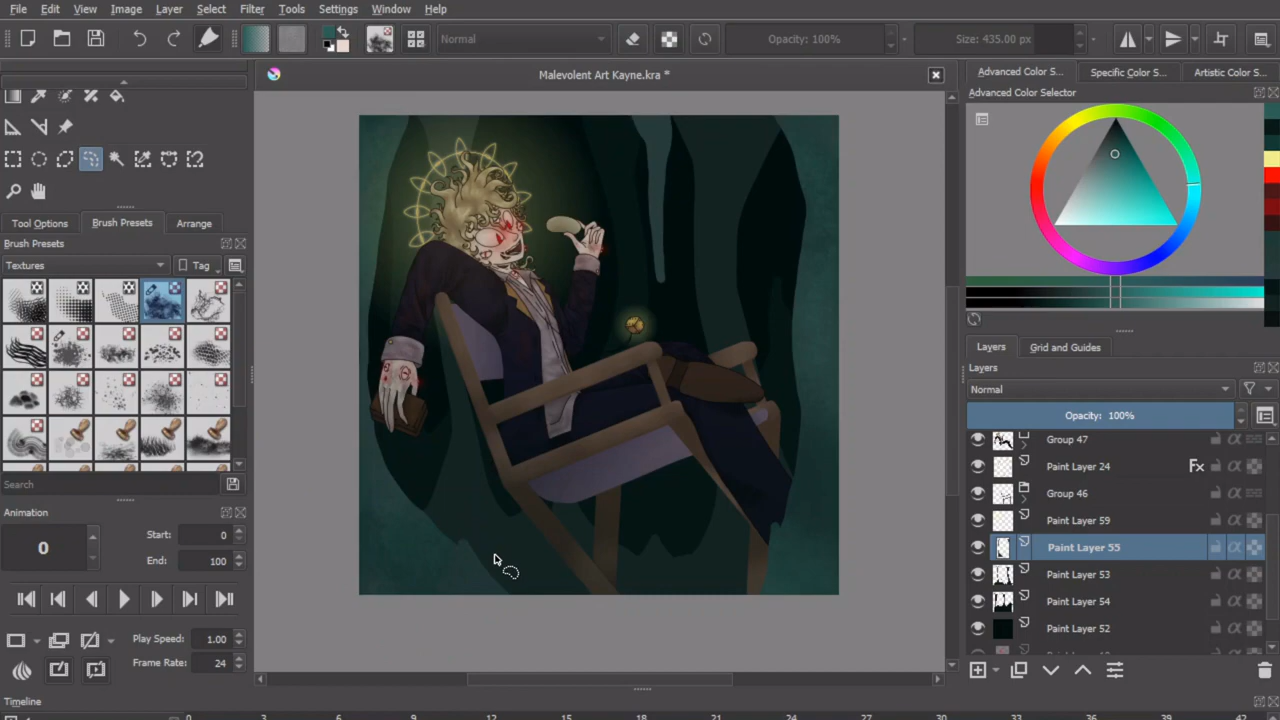 File Edit View Image Layer Select Filter Tools Settings Window Help
Normal Opacity: 100% Size: 435.00 px
Malevolent Art Kayne.kra *
Advanced Color S... Specific Color S... Artistic Color S...
Advanced Color Selector
Tool Options Brush Presets Arrange
Brush Presets
Textures Tag
Search
Animation
0
Start: 0
End: 100
Play Speed: 1.00
Frame Rate: 24
Timeline
0 3 6 9 12 15 18 21 24 27 30 33 36 39 42
Layers Grid and Guides
Layers
Normal
Opacity: 100%
Group 47
Paint Layer 24 Fx
Group 46
Paint Layer 59
Paint Layer 55
Paint Layer 53
Paint Layer 54
Paint Layer 52